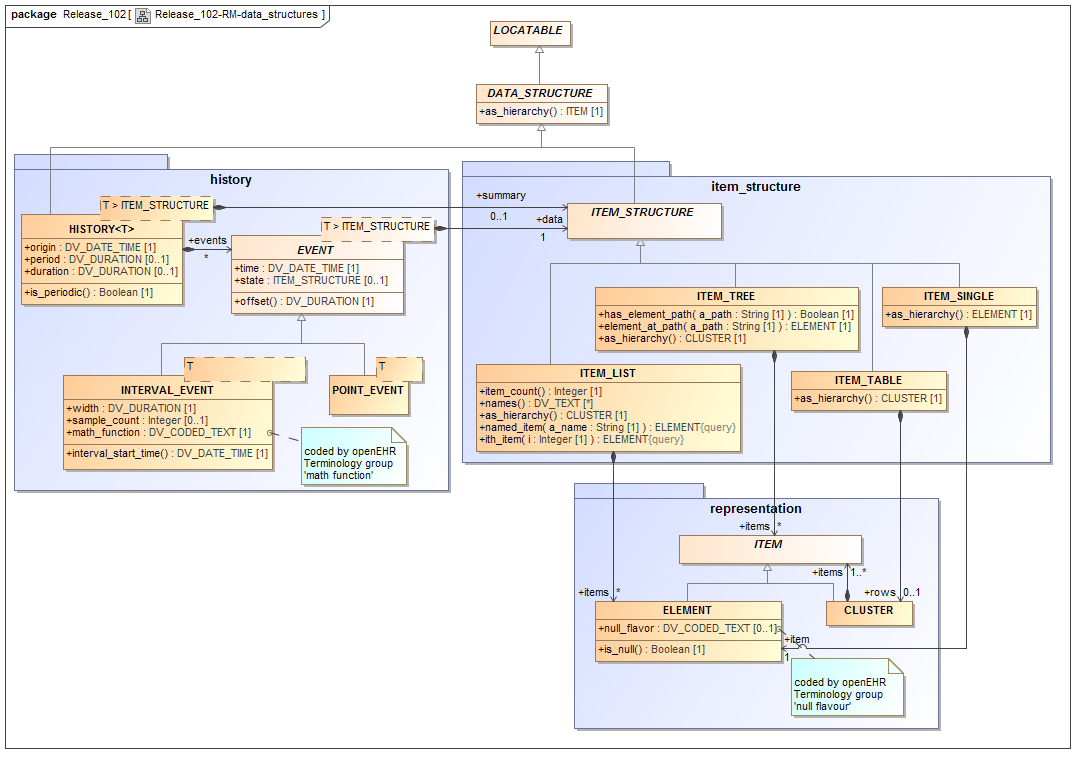 package Release_102 [ Release_102-RM-data_structures ]
LOCATABLE
DATA_STRUCTURE
+as_hierarchy() : ITEM [1]
history
T > ITEM_STRUCTURE
HISTORY<T>
+origin : DV_DATE_TIME [1]
+period : DV_DURATION [0..1]
+duration : DV_DURATION [0..1]
+is_periodic() : Boolean [1]
+events
*
T > ITEM_STRUCTURE
EVENT
+time : DV_DATE_TIME [1]
+state : ITEM_STRUCTURE [0..1]
+offset() : DV_DURATION [1]
T
INTERVAL_EVENT
+width : DV_DURATION [1]
+sample_count : Integer [0..1]
+math_function : DV_CODED_TEXT [1]
+interval_start_time() : DV_DATE_TIME [1]
T
POINT_EVENT
coded by openEHR
Terminology group
'math function'
item_structure
+summary
0..1
+data
1
ITEM_STRUCTURE
ITEM_TREE
+has_element_path( a_path : String [1] ) : Boolean [1]
+element_at_path( a_path : String [1] ) : ELEMENT [1]
+as_hierarchy() : CLUSTER [1]
ITEM_SINGLE
+as_hierarchy() : ELEMENT [1]
ITEM_LIST
+item_count() : Integer [1]
+names() : DV_TEXT [*]
+as_hierarchy() : CLUSTER [1]
+named_item( a_name : String [1] ) : ELEMENT{query}
+ith_item( i : Integer [1] ) : ELEMENT{query}
ITEM_TABLE
+as_hierarchy() : CLUSTER [1]
representation
+items *
ITEM
+items 1..*
+items *
+rows 0..1
ELEMENT
+null_flavor : DV_CODED_TEXT [0..1]
+is_null() : Boolean [1]
CLUSTER
+item
1
coded by openEHR
Terminology group
'null flavour'